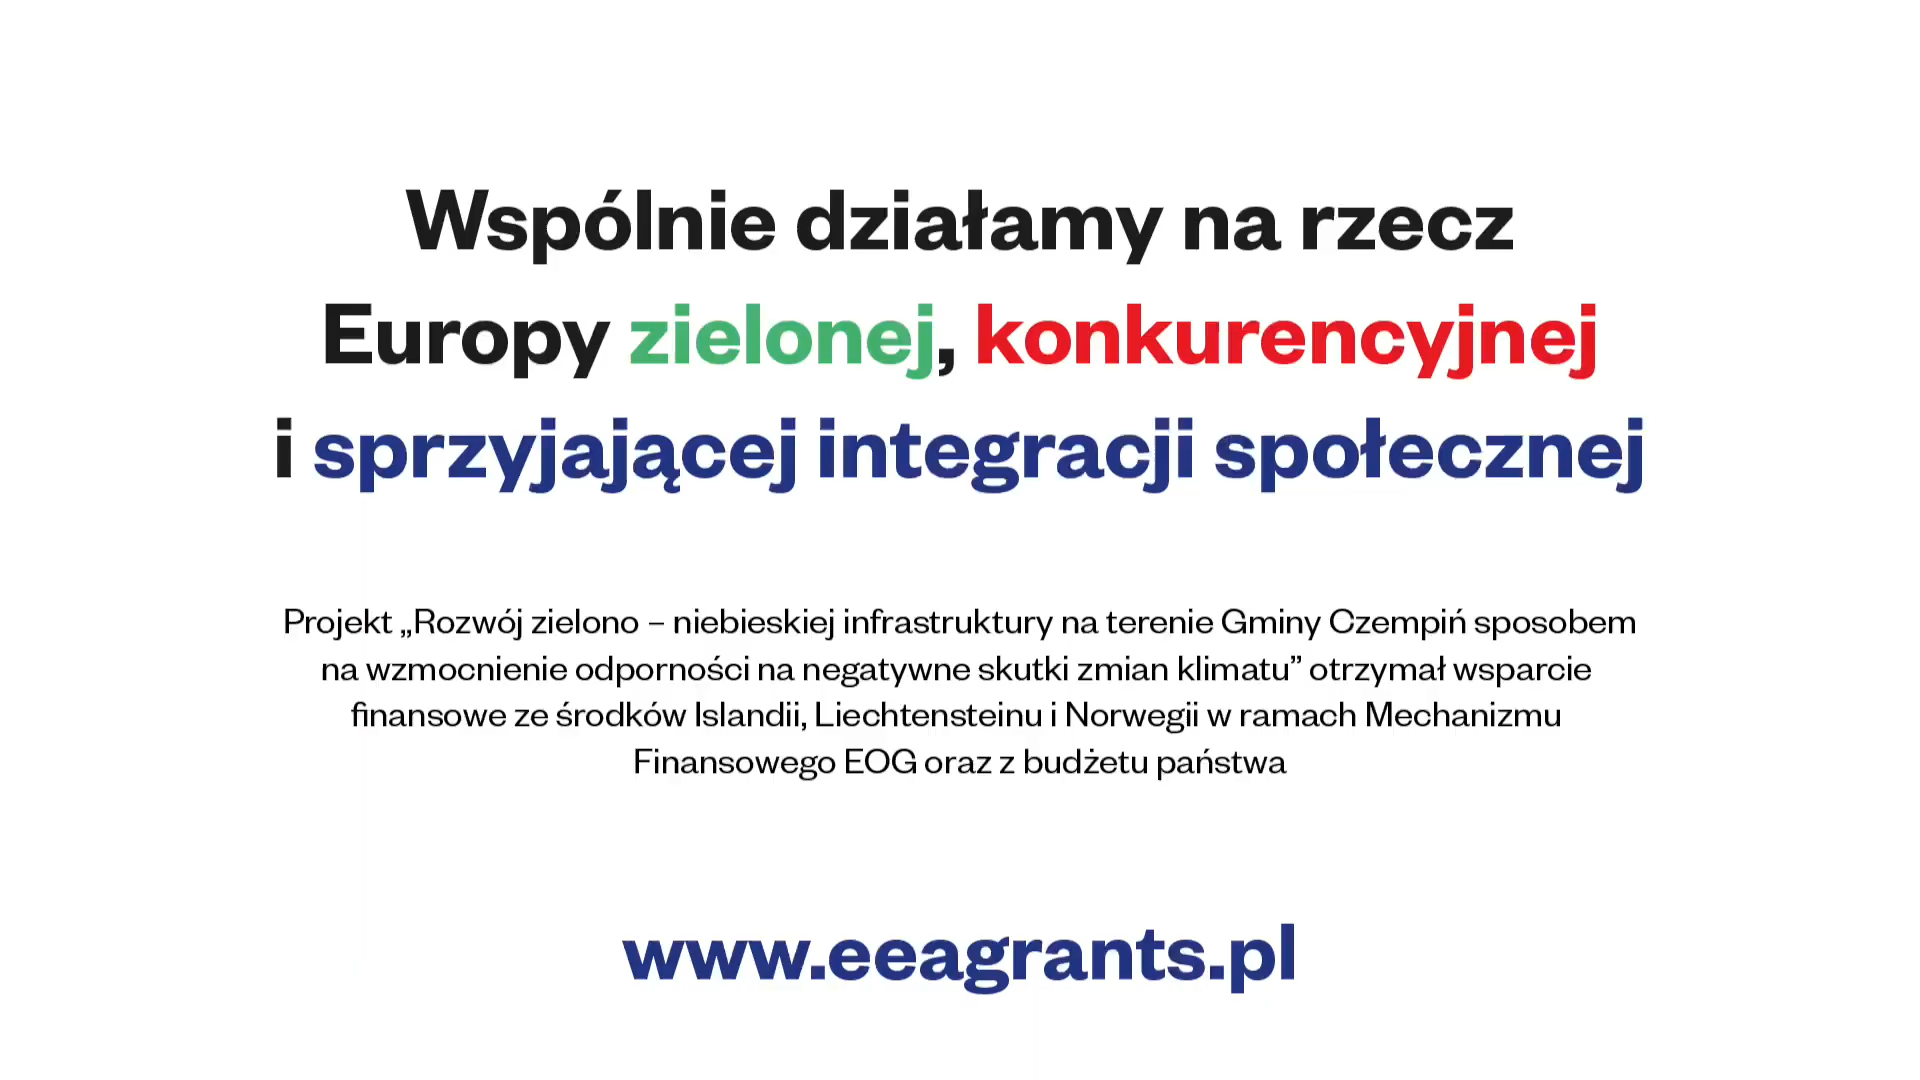 Wspólnie działamy na rzecz
Europy zielonej, konkurencyjnej
i sprzyjającej integracji społecznej
Projekt „Rozwój zielono – niebieskiej infrastruktury na terenie Gminy Czempiń sposobem
na wzmocnienie odporności na negatywne skutki zmian klimatu” otrzymał wsparcie
finansowe ze środków Islandii, Liechtensteinu i Norwegii w ramach Mechanizmu
Finansowego EOG oraz z budżetu państwa
www.eeagrants.pl